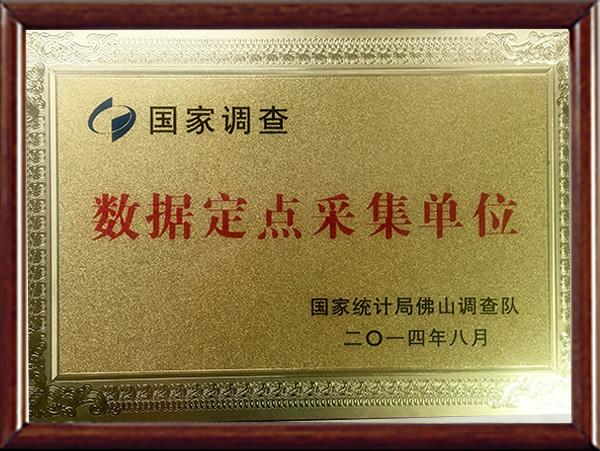 国家调查
数据定点采集单位
国家统计局佛山调查队
二〇一四年八月